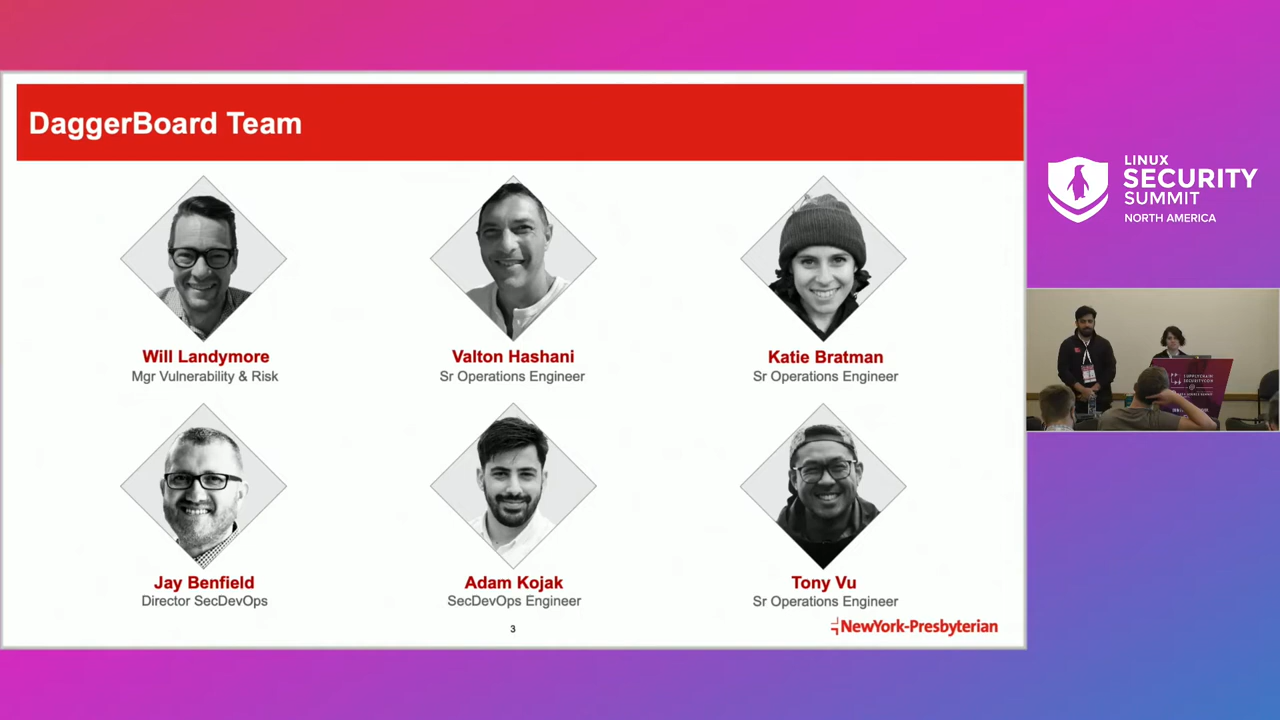 DaggerBoard Team
Will Landymore
Mgr Vulnerability & Risk
Valton Hashani
Sr Operations Engineer
Katie Bratman
Sr Operations Engineer
Jay Benfield
Director SecDevOps
Adam Kojak
SecDevOps Engineer
Tony Vu
Sr Operations Engineer
3
NewYork-Presbyterian
LINUX
SECURITY
SUMMIT
NORTH AMERICA
SUPPLYCHAIN
SECURITYCON